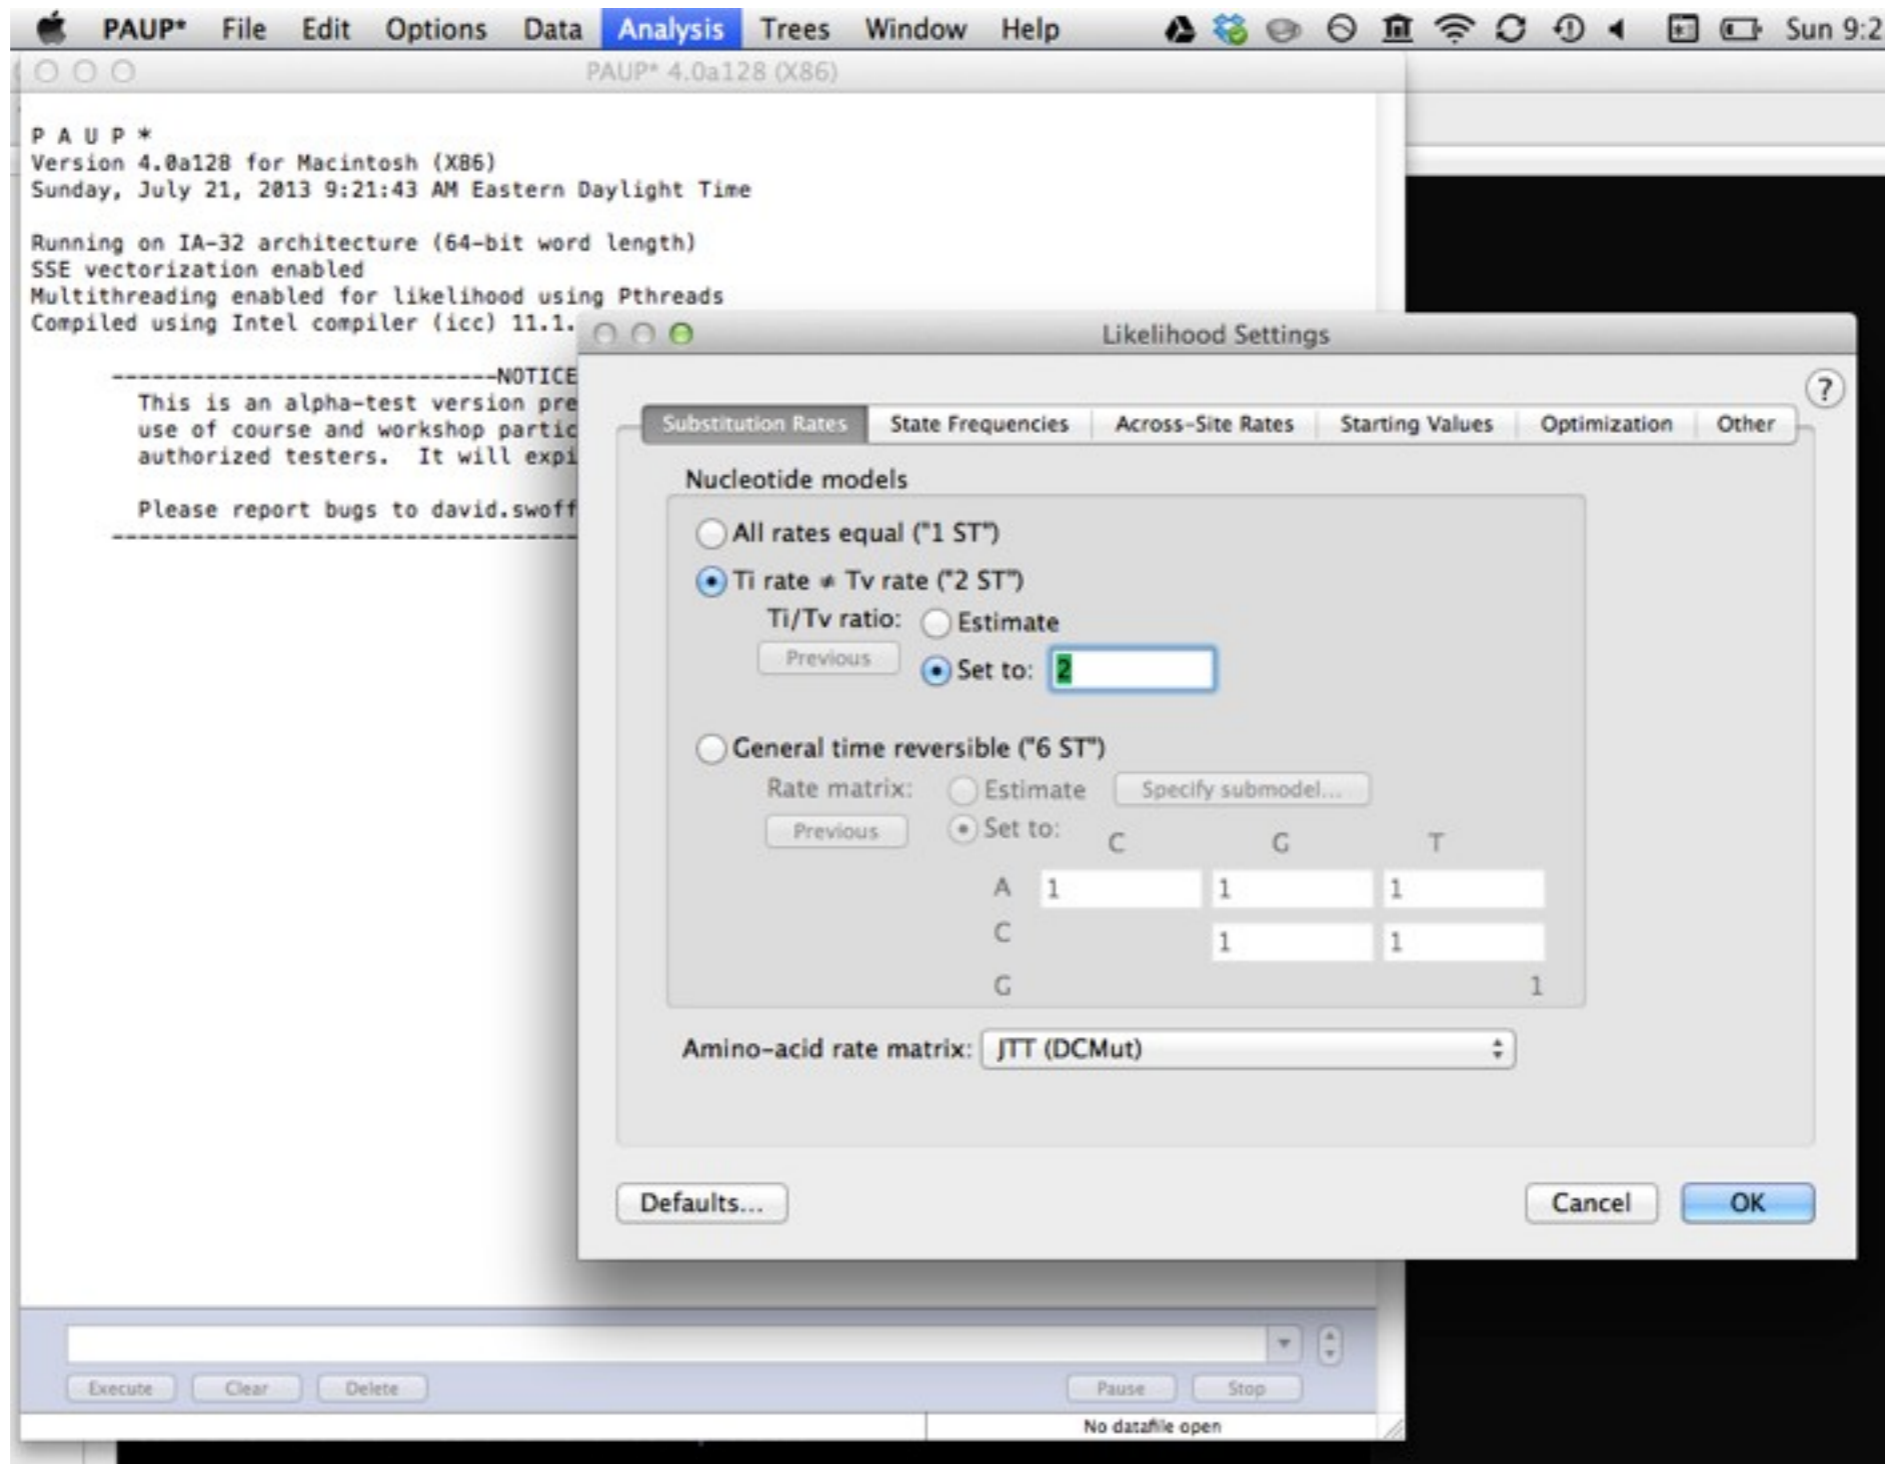 PAUP* File Edit Options Data Analysis Trees Window Help Sun 9:2
PAUP* 4.0a128 (X86)
P A U P *
Version 4.0a128 for Macintosh (X86)
Sunday, July 21, 2013 9:21:43 AM Eastern Daylight Time
Running on IA-32 architecture (64-bit word length)
SSE vectorization enabled
Multithreading enabled for likelihood using Pthreads
Compiled using Intel compiler (icc) 11.1.
-----------------------------NOTICE
This is an alpha-test version pre
use of course and workshop partic
authorized testers. It will expi
Please report bugs to david.swoff
-----------------------------------
Likelihood Settings
?
Substitution Rates State Frequencies Across-Site Rates Starting Values Optimization Other
Nucleotide models
All rates equal ("1 ST")
Ti rate ≠ Tv rate ("2 ST")
Ti/Tv ratio: Estimate
Previous Set to: 2
General time reversible ("6 ST")
Rate matrix: Estimate Specify submodel...
Previous Set to:
C G T
A 1 1 1
C 1 1
G 1
Amino-acid rate matrix: JTT (DCMut)
Defaults... Cancel OK
Execute Clear Delete Pause Stop
No datafile open